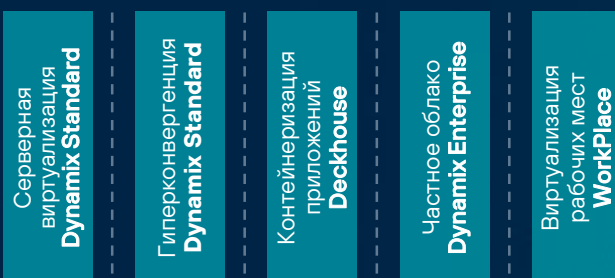 Серверная
виртуализация
Dynamix Standard
Гиперконвергенция
Dynamix Standard
Контейнеризация
приложений
Deckhouse
Частное облако
Dynamix Enterprise
Виртуализация
рабочих мест
WorkPlace